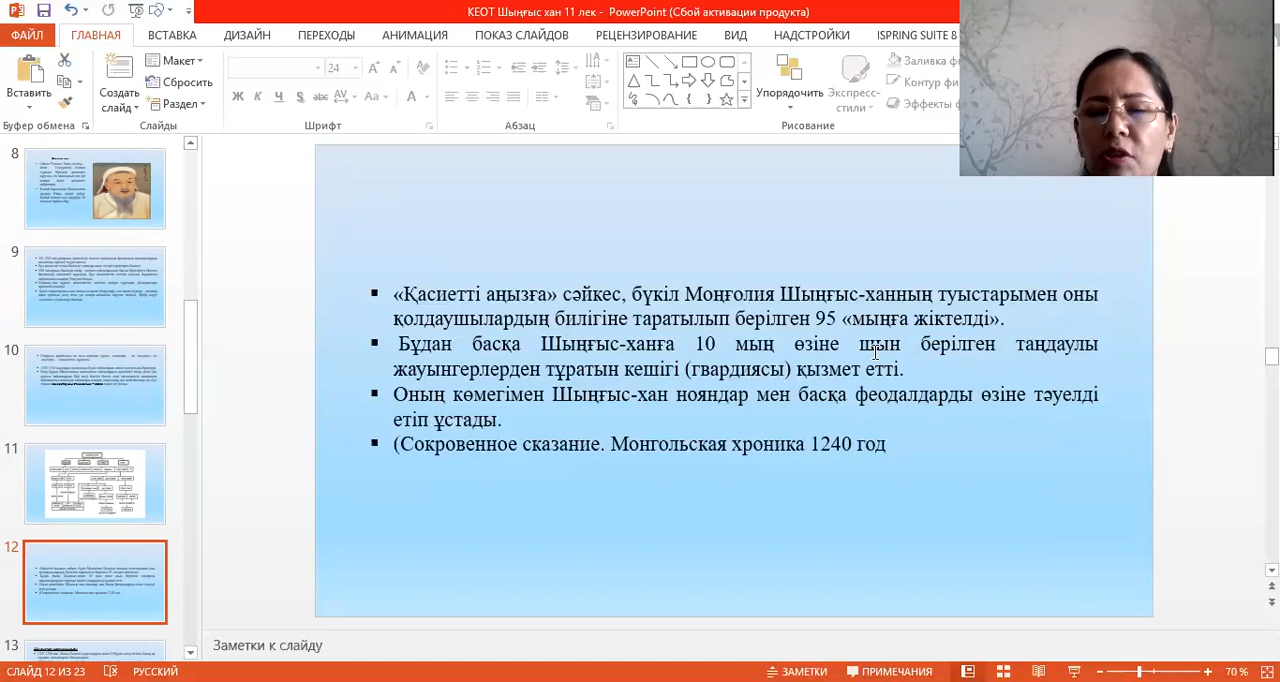 КЕОТ Шыңғыс хан 11 лек - PowerPoint (Сбой активации продукта)
ФАЙЛ ГЛАВНАЯ ВСТАВКА ДИЗАЙН ПЕРЕХОДЫ АНИМАЦИЯ ПОКАЗ СЛАЙДОВ РЕЦЕНЗИРОВАНИЕ ВИД НАДСТРОЙКИ ISPRING SUITE 8
Вставить
Буфер обмена
Создать слайд
Макет
Сбросить
Раздел
Слайды
24
Ж К Ч S abc AV Aa A
Шрифт
Абзац
Упорядочить
Экспресс-
стили
Заливка ф
Контур фи
Эффекты ф
Рисование
8
9
10
11
12
13
«Қасиетті аңызға» сәйкес, бүкіл Моңғолия Шыңғыс-ханның туыстарымен оны
қолдаушылардың билігіне таратылып берілген 95 «мыңға жіктелді».
Бұдан басқа Шыңғыс-ханға 10 мың өзіне шын берілген таңдаулы
жауынгерлерден тұратын кешігі (гвардиясы) қызмет етті.
Оның көмегімен Шыңғыс-хан нояндар мен басқа феодалдарды өзіне тәуелді
етіп ұстады.
(Сокровенное сказание. Монгольская хроника 1240 год
Заметки к слайду
СЛАЙД 12 ИЗ 23 РУССКИЙ ЗАМЕТКИ ПРИМЕЧАНИЯ 70 %